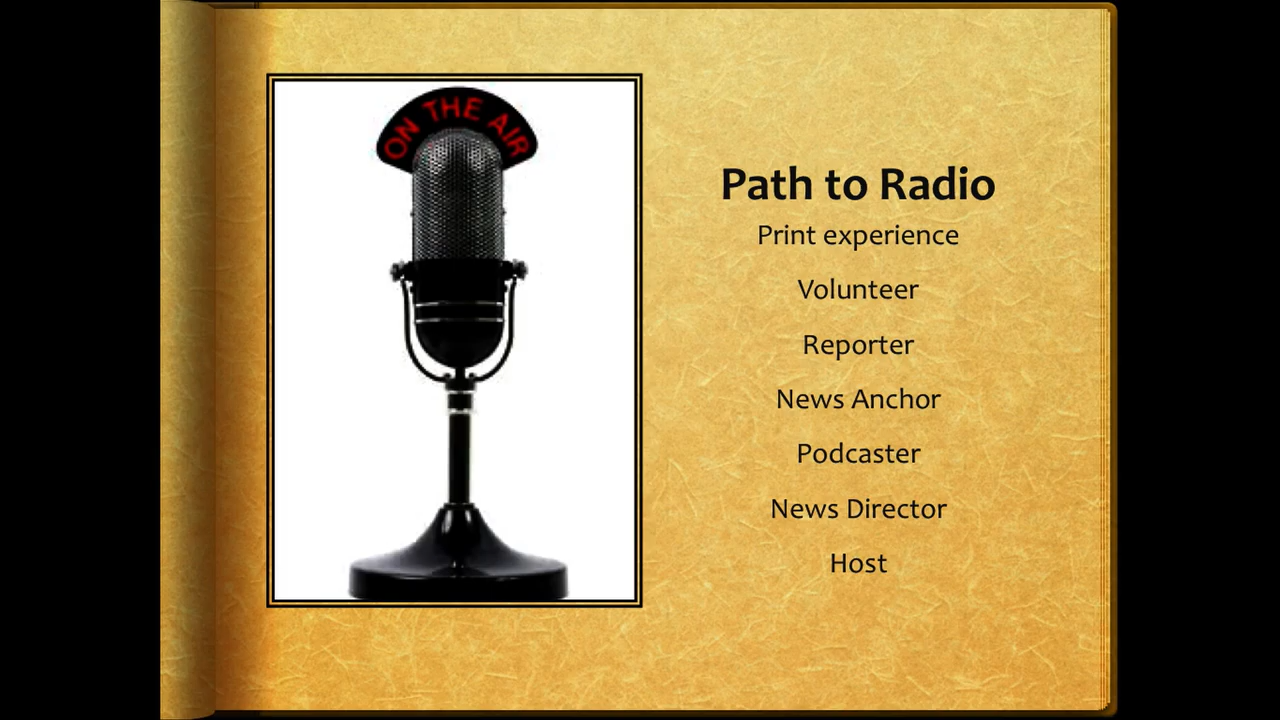 ON THE AIR
Path to Radio
Print experience
Volunteer
Reporter
News Anchor
Podcaster
News Director
Host